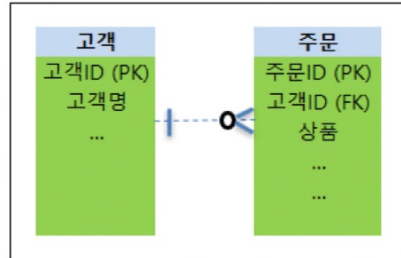 고객
고객ID (PK)
고객명
...
주문
주문ID (PK)
고객ID (FK)
상품
...
...